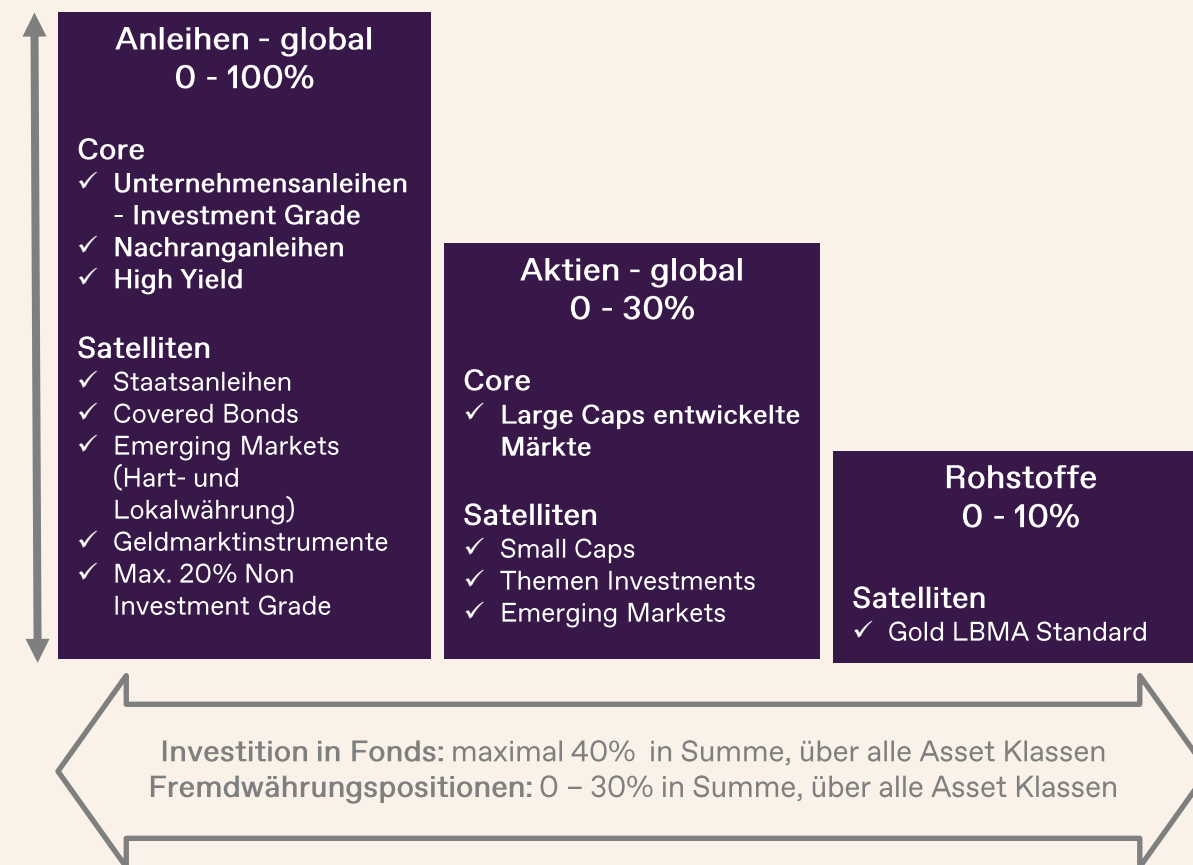 Anleihen - global
0 - 100%
Core
✓ Unternehmensanleihen
- Investment Grade
✓ Nachranganleihen
✓ High Yield
Satelliten
✓ Staatsanleihen
✓ Covered Bonds
✓ Emerging Markets
(Hart- und
Lokalwährung)
✓ Geldmarktinstrumente
✓ Max. 20% Non
Investment Grade
Aktien - global
0 - 30%
Core
✓ Large Caps entwickelte
Märkte
Satelliten
✓ Small Caps
✓ Themen Investments
✓ Emerging Markets
Rohstoffe
0 - 10%
Satelliten
✓ Gold LBMA Standard
Investition in Fonds: maximal 40% in Summe, über alle Asset Klassen
Fremdwährungspositionen: 0 – 30% in Summe, über alle Asset Klassen